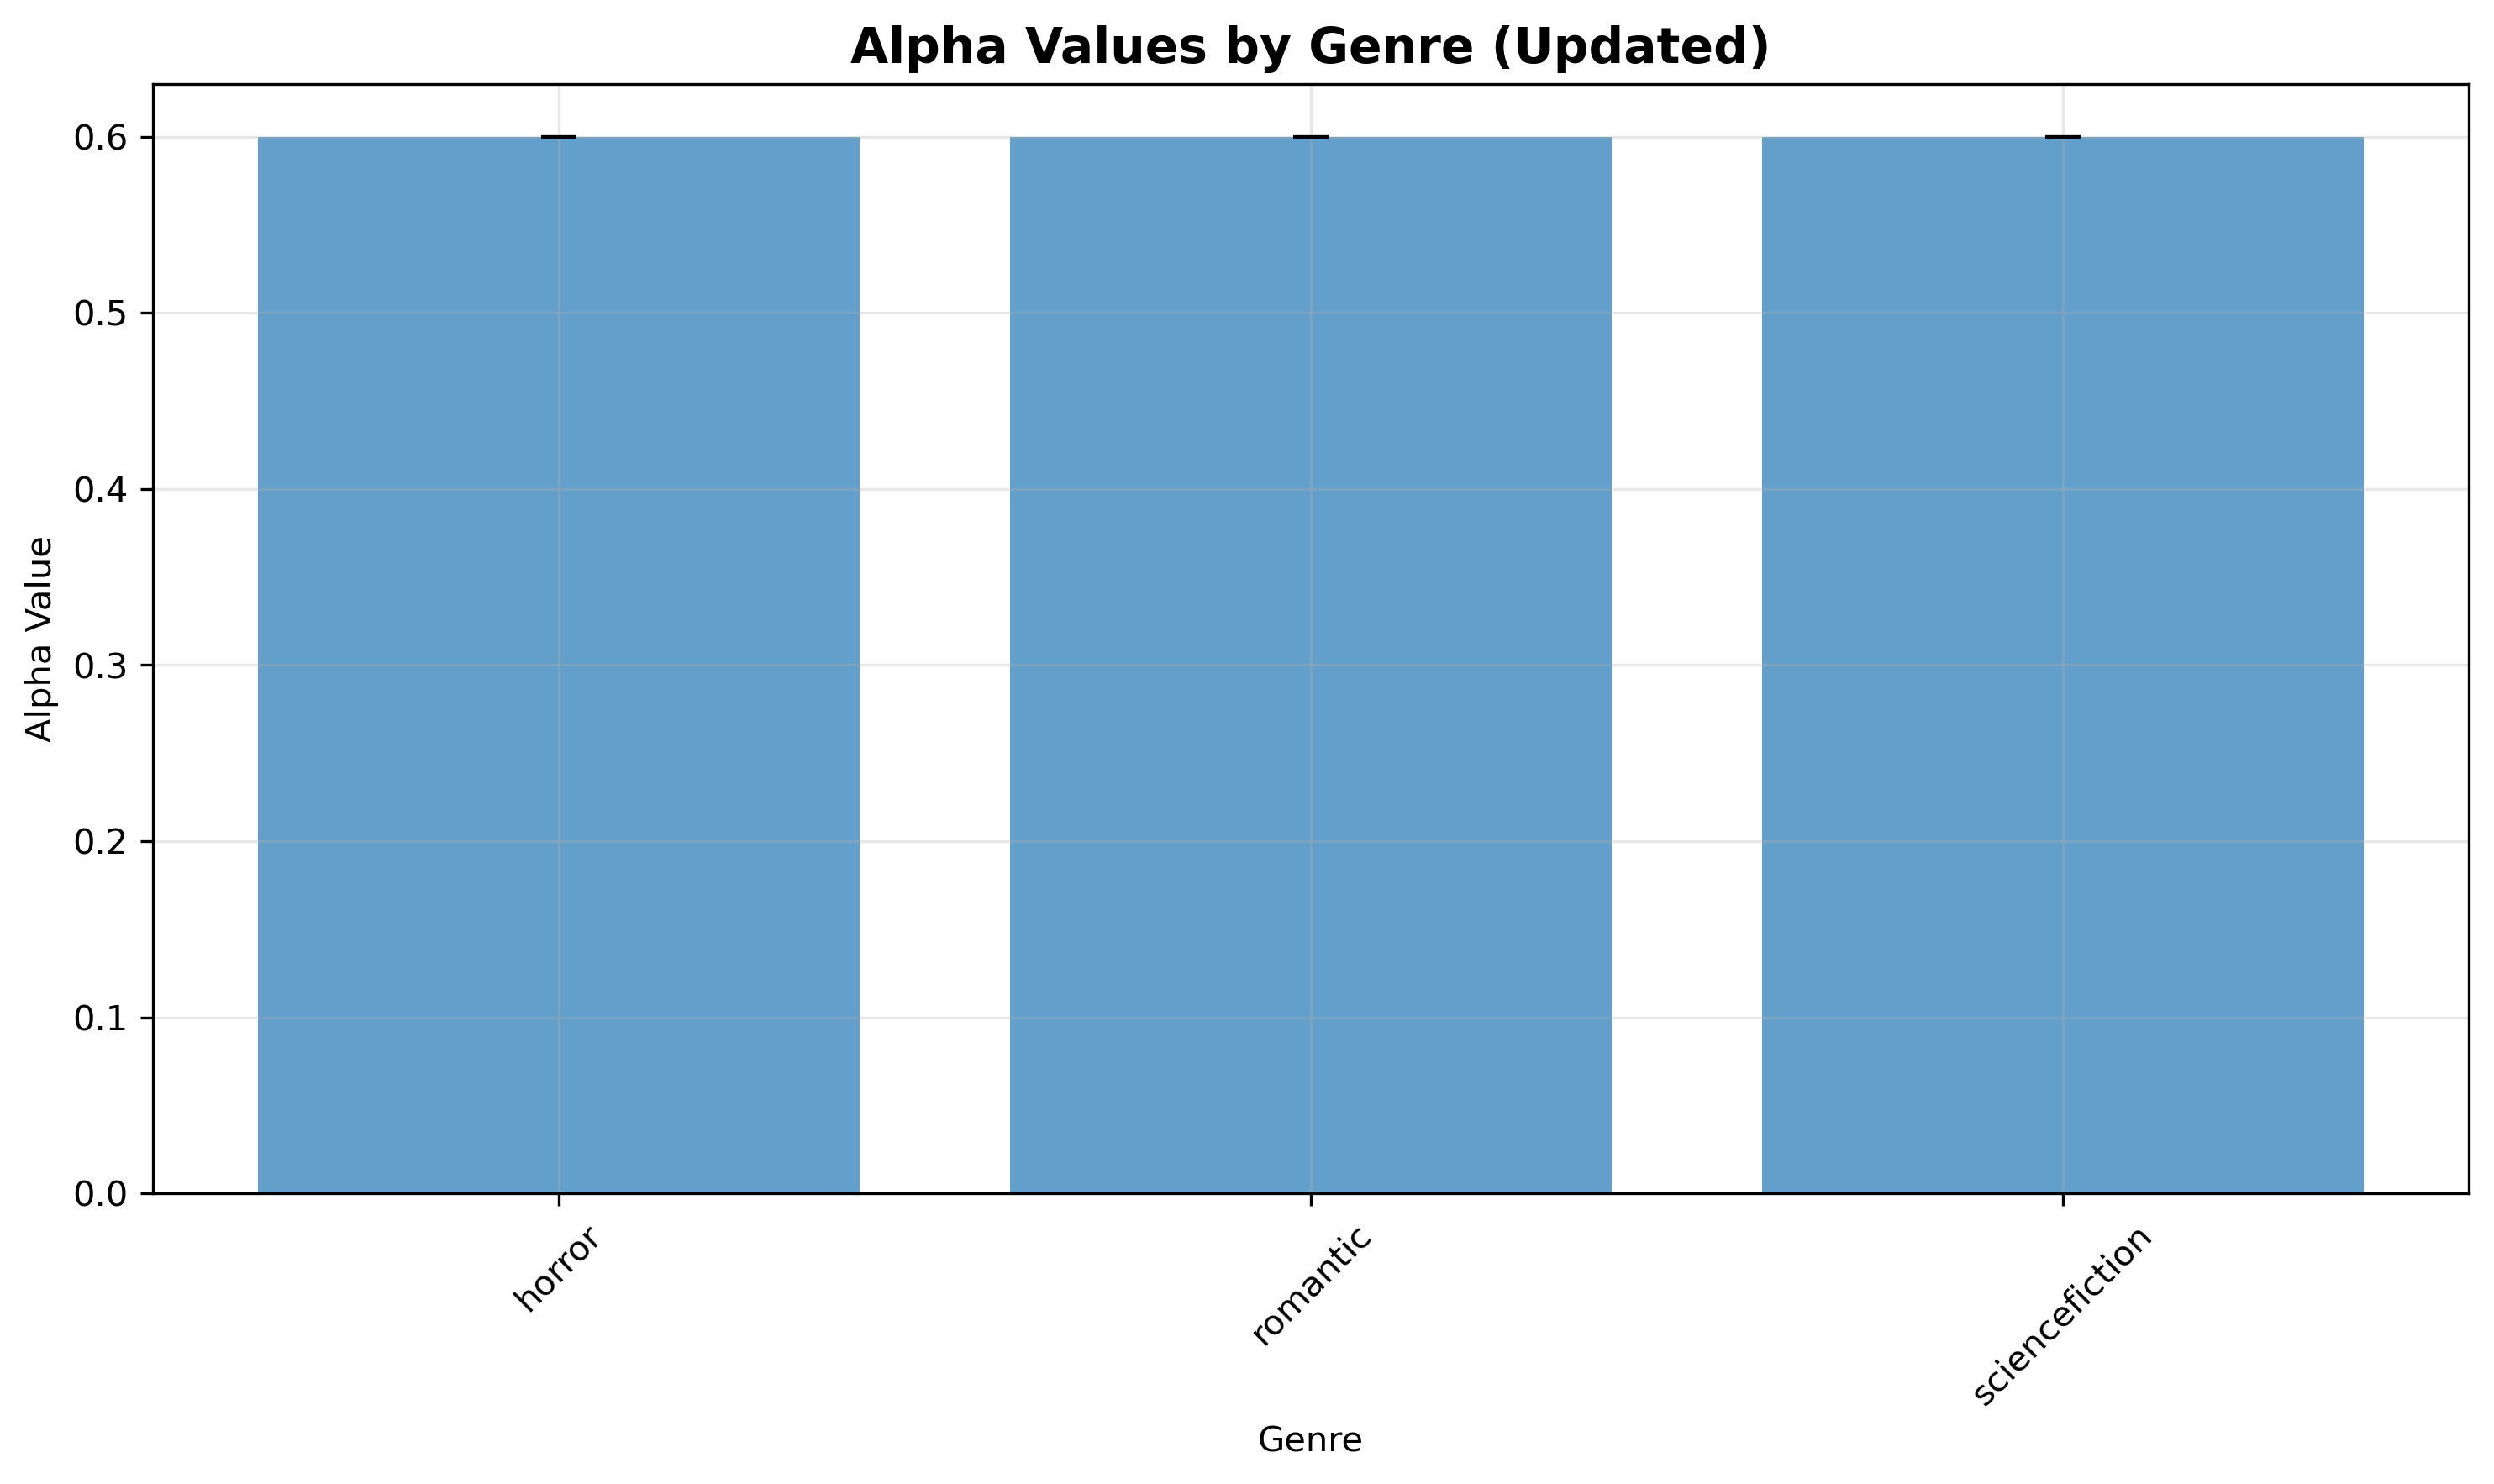 Alpha Values by Genre (Updated)
0.6
0.5
0.4
0.3
0.2
0.1
0.0
Alpha Value
horror
romantic
sciencefiction
Genre